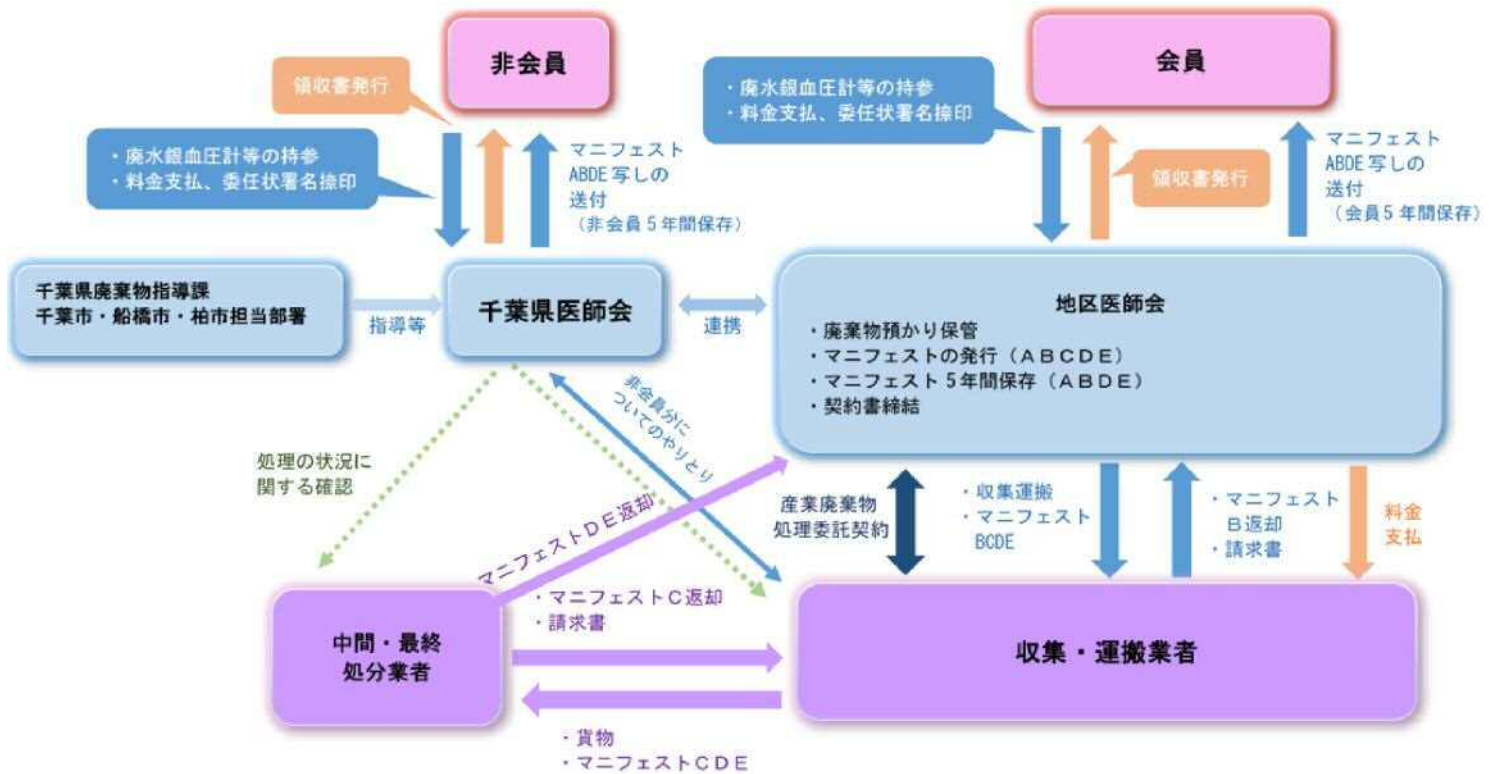 非会員
会員
領収書発行
・廃水銀血圧計等の持参
・料金支払、委任状署名捺印
マニフェスト
ABDE写しの
送付
（非会員5年間保存）
・廃水銀血圧計等の持参
・料金支払、委任状署名捺印
領収書発行
マニフェスト
ABDE写しの
送付
（会員5年間保存）
千葉県廃棄物指導課
千葉市・船橋市・柏市担当部署
指導等
千葉県医師会
連携
地区医師会
・廃棄物預かり保管
・マニフェストの発行（ＡＢＣＤＥ）
・マニフェスト5年間保存（ＡＢＤＥ）
・契約書締結
処理の状況に
関する確認
非会員分に
ついてのやりとり
マニフェストＤＥ返却
産業廃棄物
処理委託契約
・収集運搬
・マニフェスト
BCDE
・マニフェスト
Ｂ返却
・請求書
料金
支払
中間・最終
処分業者
・マニフェストＣ返却
・請求書
収集・運搬業者
・貨物
・マニフェストＣＤＥ